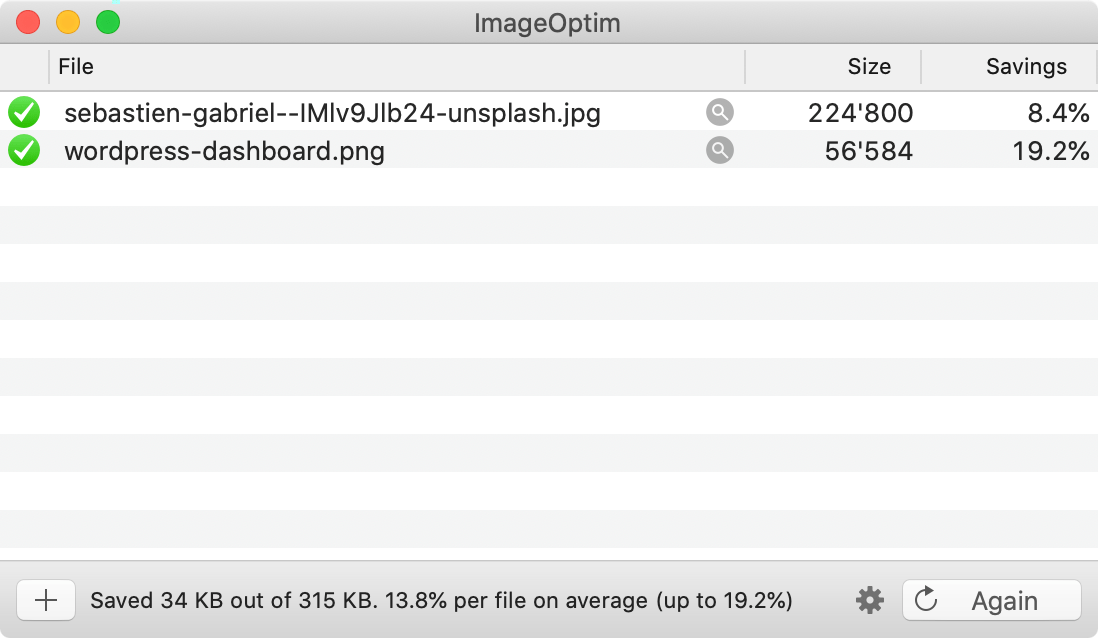 ImageOptim
File Size Savings
sebastien-gabriel--IMlv9Jlb24-unsplash.jpg 224'800 8.4%
wordpress-dashboard.png 56'584 19.2%
Saved 34 KB out of 315 KB. 13.8% per file on average (up to 19.2%) Again